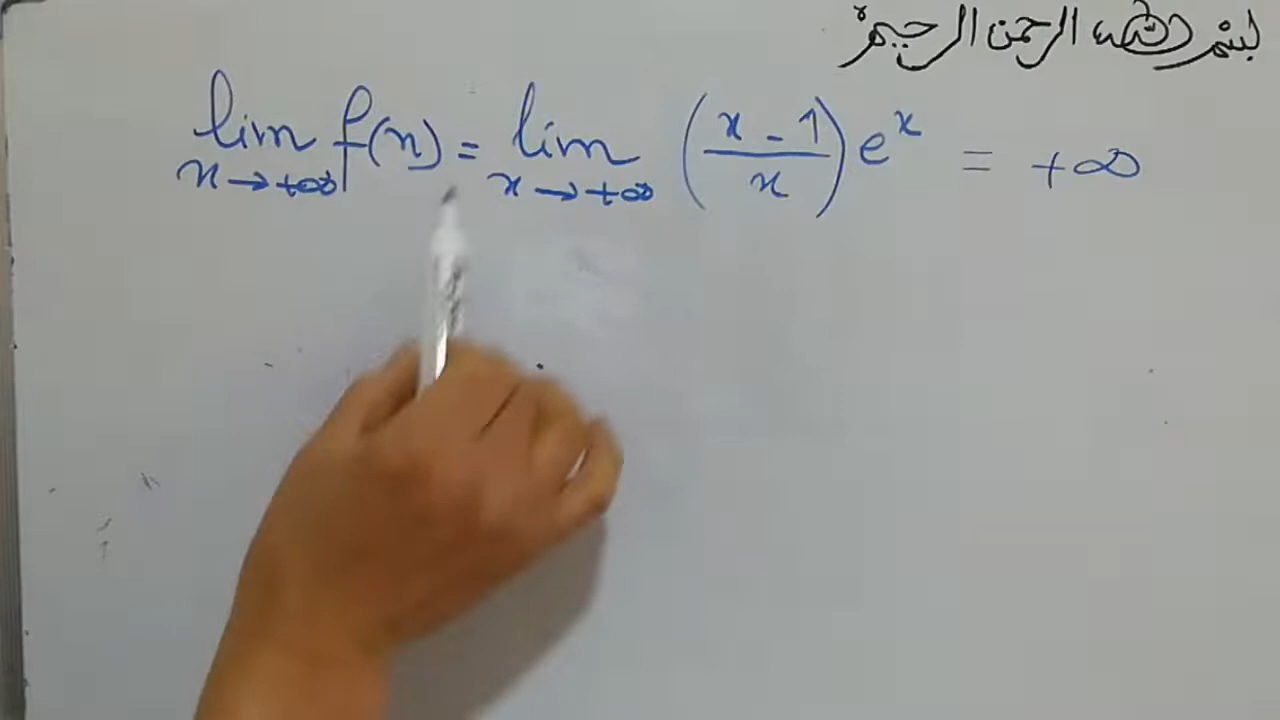 بسم الله الرحمن الرحيم
lim f(x) = lim (x - 1 / x) e^x = +∞
x → +∞ x → +∞